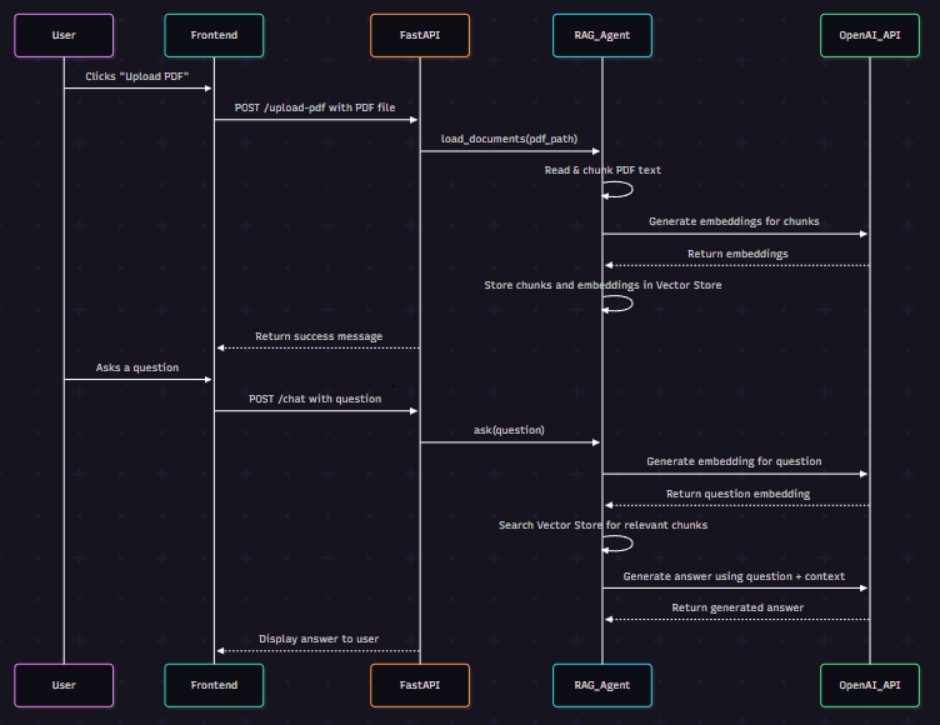 User
Frontend
FastAPI
RAG_Agent
OpenAI_API
Clicks "Upload PDF"
POST /upload-pdf with PDF file
load_documents(pdf_path)
Read & chunk PDF text
Generate embeddings for chunks
Return embeddings
Store chunks and embeddings in Vector Store
Return success message
Asks a question
POST /chat with question
ask(question)
Generate embedding for question
Return question embedding
Search Vector Store for relevant chunks
Generate answer using question + context
Return generated answer
Display answer to user
User
Frontend
FastAPI
RAG_Agent
OpenAI_API